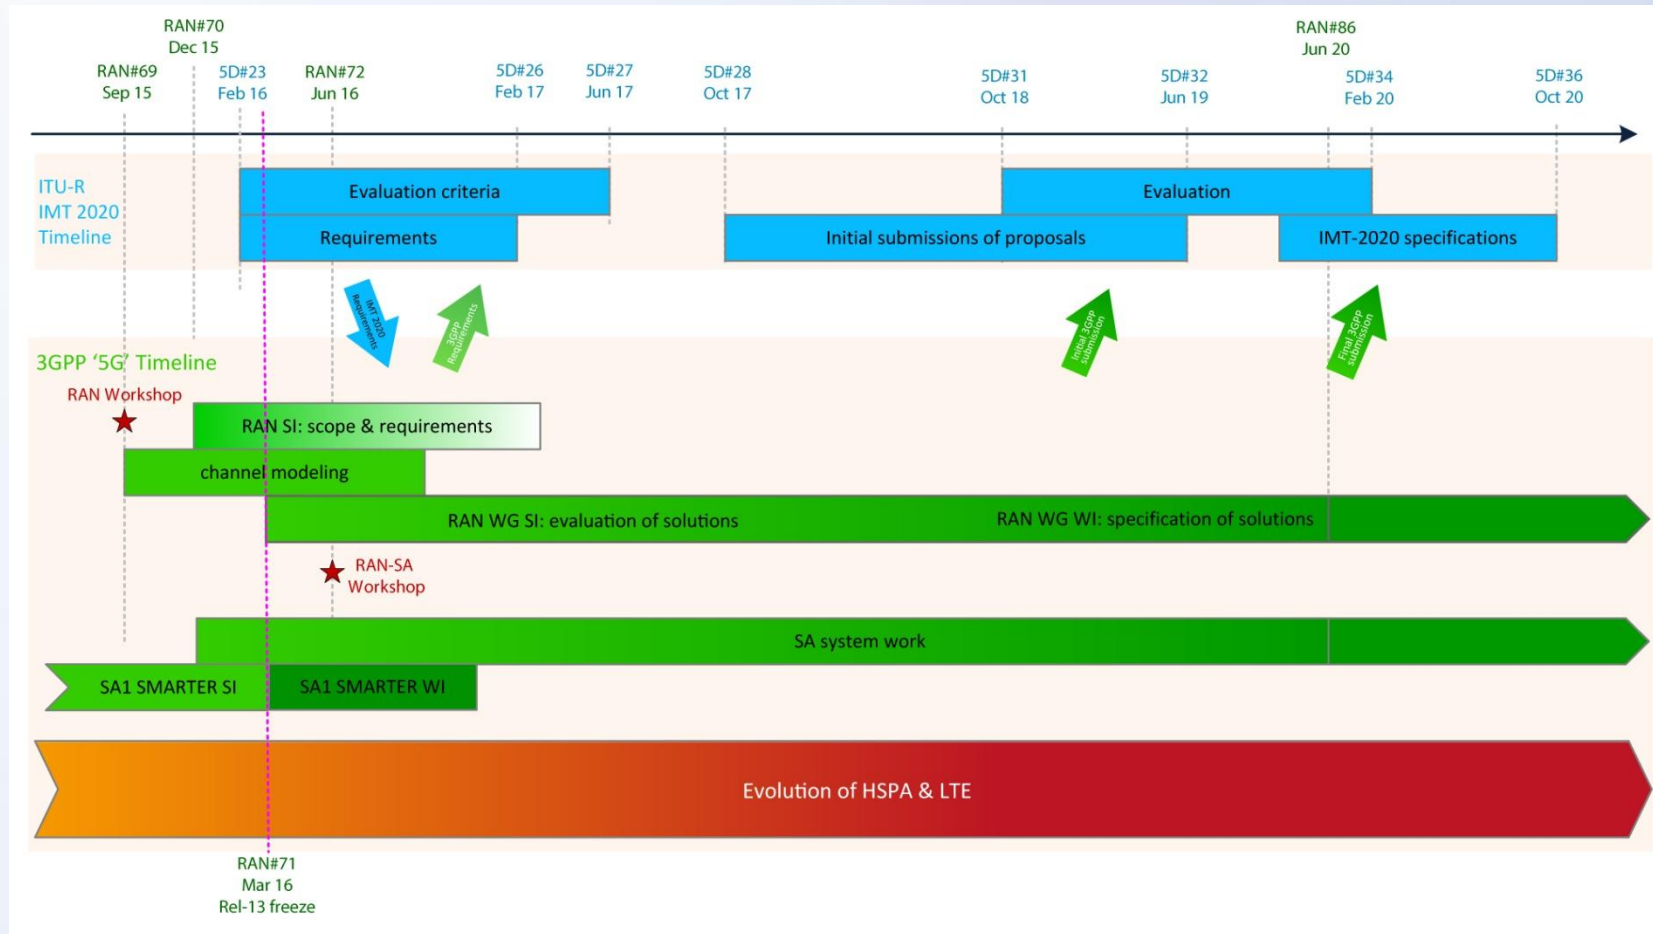 RAN#70
Dec 15
RAN#86
Jun 20
RAN#69
Sep 15
5D#23
Feb 16
RAN#72
Jun 16
5D#26
Feb 17
5D#27
Jun 17
5D#28
Oct 17
5D#31
Oct 18
5D#32
Jun 19
5D#34
Feb 20
5D#36
Oct 20
ITU-R
IMT 2020
Timeline
Evaluation criteria
Evaluation
Requirements
Initial submissions of proposals
IMT-2020 specifications
IMT 2020
Requirements
3GPP
Requirements
Initial 3GPP
submission
Final 3GPP
submission
3GPP ‘5G’ Timeline
RAN Workshop
RAN SI: scope & requirements
channel modeling
RAN WG SI: evaluation of solutions
RAN WG WI: specification of solutions
RAN-SA
Workshop
SA system work
SA1 SMARTER SI
SA1 SMARTER WI
Evolution of HSPA & LTE
RAN#71
Mar 16
Rel-13 freeze